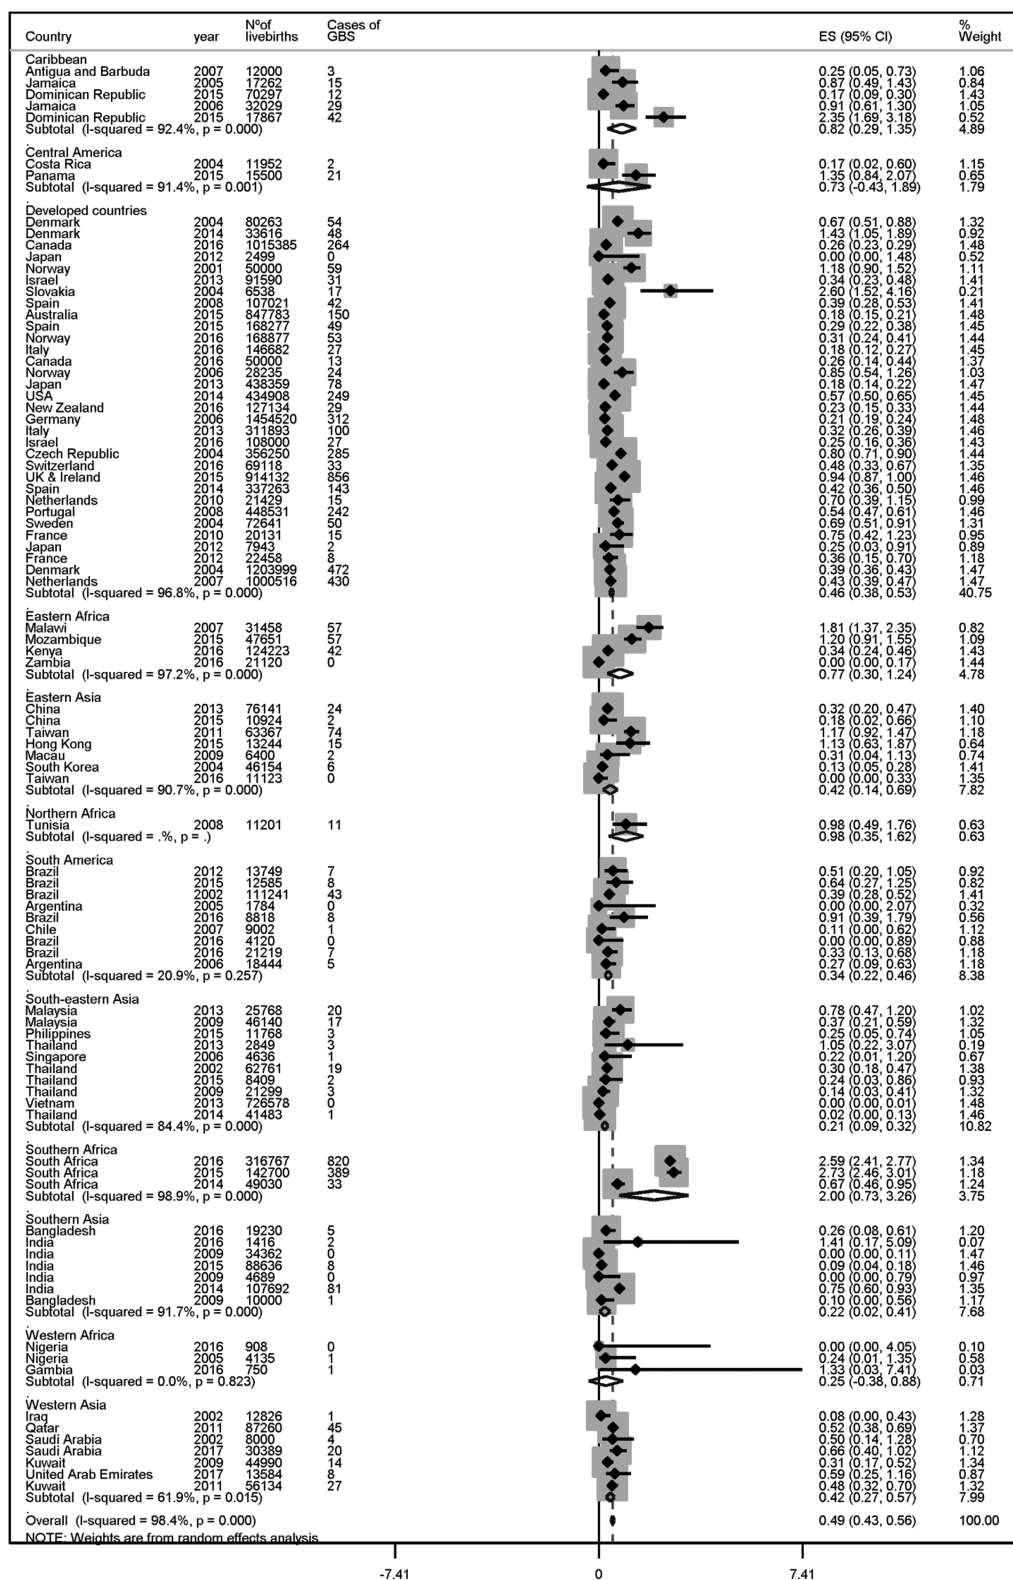 Country year Nºof livebirths Cases of GBS ES (95% CI) % Weight
.
Caribbean
Antigua and Barbuda 2007 12000 3 0.25 (0.05, 0.73) 1.06
Jamaica 2005 17262 15 0.87 (0.49, 1.43) 0.84
Dominican Republic 2015 70297 12 0.17 (0.09, 0.30) 1.43
Jamaica 2006 32029 29 0.91 (0.61, 1.30) 1.05
Dominican Republic 2015 17867 42 2.35 (1.69, 3.18) 0.52
Subtotal (I-squared = 92.4%, p = 0.000) 0.82 (0.29, 1.35) 4.89
.
Central America
Costa Rica 2004 11952 2 0.17 (0.02, 0.60) 1.15
Panama 2015 15500 21 1.35 (0.84, 2.07) 0.65
Subtotal (I-squared = 91.4%, p = 0.001) 0.73 (-0.43, 1.89) 1.79
.
Developed countries
Denmark 2004 80263 54 0.67 (0.51, 0.88) 1.32
Denmark 2014 33616 48 1.43 (1.05, 1.89) 0.92
Canada 2016 1015385 264 0.26 (0.23, 0.29) 1.48
Japan 2012 2499 0 0.00 (0.00, 1.48) 0.52
Norway 2001 50000 59 1.18 (0.90, 1.52) 1.11
Israel 2013 91590 31 0.34 (0.23, 0.48) 1.41
Slovakia 2004 6538 17 2.60 (1.52, 4.16) 0.21
Spain 2008 107021 42 0.39 (0.28, 0.53) 1.41
Australia 2015 847783 150 0.18 (0.15, 0.21) 1.48
Spain 2015 168277 49 0.29 (0.22, 0.38) 1.45
Norway 2016 168877 53 0.31 (0.24, 0.41) 1.44
Italy 2016 146682 27 0.18 (0.12, 0.27) 1.45
Canada 2016 50000 13 0.26 (0.14, 0.44) 1.37
Norway 2006 28235 24 0.85 (0.54, 1.26) 1.03
Japan 2013 438359 78 0.18 (0.14, 0.22) 1.47
USA 2014 434908 249 0.57 (0.50, 0.65) 1.45
New Zealand 2016 127134 29 0.23 (0.15, 0.33) 1.44
Germany 2006 1454520 312 0.21 (0.19, 0.24) 1.48
Italy 2013 311893 100 0.32 (0.26, 0.39) 1.46
Israel 2016 108000 27 0.25 (0.16, 0.36) 1.43
Czech Republic 2004 356250 285 0.80 (0.71, 0.90) 1.44
Switzerland 2016 69118 33 0.48 (0.33, 0.67) 1.35
UK & Ireland 2015 914132 856 0.94 (0.87, 1.00) 1.46
Spain 2014 337263 143 0.42 (0.36, 0.50) 1.46
Netherlands 2010 21429 15 0.70 (0.39, 1.15) 0.99
Portugal 2008 448531 242 0.54 (0.47, 0.61) 1.46
Sweden 2004 72641 50 0.69 (0.51, 0.91) 1.31
France 2010 20131 15 0.75 (0.42, 1.23) 0.95
Japan 2012 7943 2 0.25 (0.03, 0.91) 0.89
France 2012 22458 8 0.36 (0.15, 0.70) 1.18
Denmark 2004 1203999 472 0.39 (0.36, 0.43) 1.47
Netherlands 2007 1000516 430 0.43 (0.39, 0.47) 1.47
Subtotal (I-squared = 96.8%, p = 0.000) 0.46 (0.38, 0.53) 40.75
.
Eastern Africa
Malawi 2007 31458 57 1.81 (1.37, 2.35) 0.82
Mozambique 2015 47651 57 1.20 (0.91, 1.55) 1.09
Kenya 2016 124223 42 0.34 (0.24, 0.46) 1.43
Zambia 2016 21120 0 0.00 (0.00, 0.17) 1.44
Subtotal (I-squared = 97.2%, p = 0.000) 0.77 (0.30, 1.24) 4.78
.
Eastern Asia
China 2013 76141 24 0.32 (0.20, 0.47) 1.40
China 2015 10924 2 0.18 (0.02, 0.66) 1.10
Taiwan 2011 63367 74 1.17 (0.92, 1.47) 1.18
Hong Kong 2015 13244 15 1.13 (0.63, 1.87) 0.64
Macau 2009 6400 2 0.31 (0.04, 1.13) 0.74
South Korea 2004 46154 6 0.13 (0.05, 0.28) 1.41
Taiwan 2016 11123 0 0.00 (0.00, 0.33) 1.35
Subtotal (I-squared = 90.7%, p = 0.000) 0.42 (0.14, 0.69) 7.82
.
Northern Africa
Tunisia 2008 11201 11 0.98 (0.49, 1.76) 0.63
Subtotal (I-squared = .%, p = .) 0.98 (0.35, 1.62) 0.63
.
South America
Brazil 2012 13749 7 0.51 (0.20, 1.05) 0.92
Brazil 2015 12585 8 0.64 (0.27, 1.25) 0.82
Brazil 2002 111241 43 0.39 (0.28, 0.52) 1.41
Argentina 2005 1784 0 0.00 (0.00, 2.07) 0.32
Brazil 2016 8818 8 0.91 (0.39, 1.79) 0.56
Chile 2007 9002 1 0.11 (0.00, 0.62) 1.12
Brazil 2016 4120 0 0.00 (0.00, 0.89) 0.88
Brazil 2016 21219 7 0.33 (0.13, 0.68) 1.18
Argentina 2006 18444 5 0.27 (0.09, 0.63) 1.18
Subtotal (I-squared = 20.9%, p = 0.257) 0.34 (0.22, 0.46) 8.38
.
South-eastern Asia
Malaysia 2013 25768 20 0.78 (0.47, 1.20) 1.02
Malaysia 2009 46140 17 0.37 (0.21, 0.59) 1.32
Philippines 2015 11768 3 0.25 (0.05, 0.74) 1.05
Thailand 2013 2849 3 1.05 (0.22, 3.07) 0.19
Singapore 2006 4636 1 0.22 (0.01, 1.20) 0.67
Thailand 2002 62761 19 0.30 (0.18, 0.47) 1.38
Thailand 2015 8409 2 0.24 (0.03, 0.86) 0.93
Thailand 2009 21299 3 0.14 (0.03, 0.41) 1.32
Vietnam 2013 726578 0 0.00 (0.00, 0.01) 1.48
Thailand 2014 41483 1 0.02 (0.00, 0.13) 1.46
Subtotal (I-squared = 84.4%, p = 0.000) 0.21 (0.09, 0.32) 10.82
.
Southern Africa
South Africa 2016 316767 820 2.59 (2.41, 2.77) 1.34
South Africa 2015 142700 389 2.73 (2.46, 3.01) 1.18
South Africa 2014 49030 33 0.67 (0.46, 0.95) 1.24
Subtotal (I-squared = 98.9%, p = 0.000) 2.00 (0.73, 3.26) 3.75
.
Southern Asia
Bangladesh 2016 19230 5 0.26 (0.08, 0.61) 1.20
India 2016 1416 2 1.41 (0.17, 5.09) 0.07
India 2009 34362 0 0.00 (0.00, 0.11) 1.47
India 2015 88636 8 0.09 (0.04, 0.18) 1.46
India 2009 4689 0 0.00 (0.00, 0.79) 0.97
India 2014 107692 81 0.75 (0.60, 0.93) 1.35
Bangladesh 2009 10000 1 0.10 (0.00, 0.56) 1.17
Subtotal (I-squared = 91.7%, p = 0.000) 0.22 (0.02, 0.41) 7.68
.
Western Africa
Nigeria 2016 908 0 0.00 (0.00, 4.05) 0.10
Nigeria 2005 4135 1 0.24 (0.01, 1.35) 0.58
Gambia 2016 750 1 1.33 (0.03, 7.41) 0.03
Subtotal (I-squared = 0.0%, p = 0.823) 0.25 (-0.38, 0.88) 0.71
.
Western Asia
Iraq 2002 12826 1 0.08 (0.00, 0.43) 1.28
Qatar 2011 87260 45 0.52 (0.38, 0.69) 1.37
Saudi Arabia 2002 8000 4 0.50 (0.14, 1.28) 0.70
Saudi Arabia 2017 30389 20 0.66 (0.40, 1.02) 1.12
Kuwait 2009 44990 14 0.31 (0.17, 0.52) 1.34
United Arab Emirates 2017 13584 8 0.59 (0.25, 1.16) 0.87
Kuwait 2011 56134 27 0.48 (0.32, 0.70) 1.32
Subtotal (I-squared = 61.9%, p = 0.015) 0.42 (0.27, 0.57) 7.99
.
Overall (I-squared = 98.4%, p = 0.000) 0.49 (0.43, 0.56) 100.00
NOTE: Weights are from random effects analysis
-7.41 0 7.41